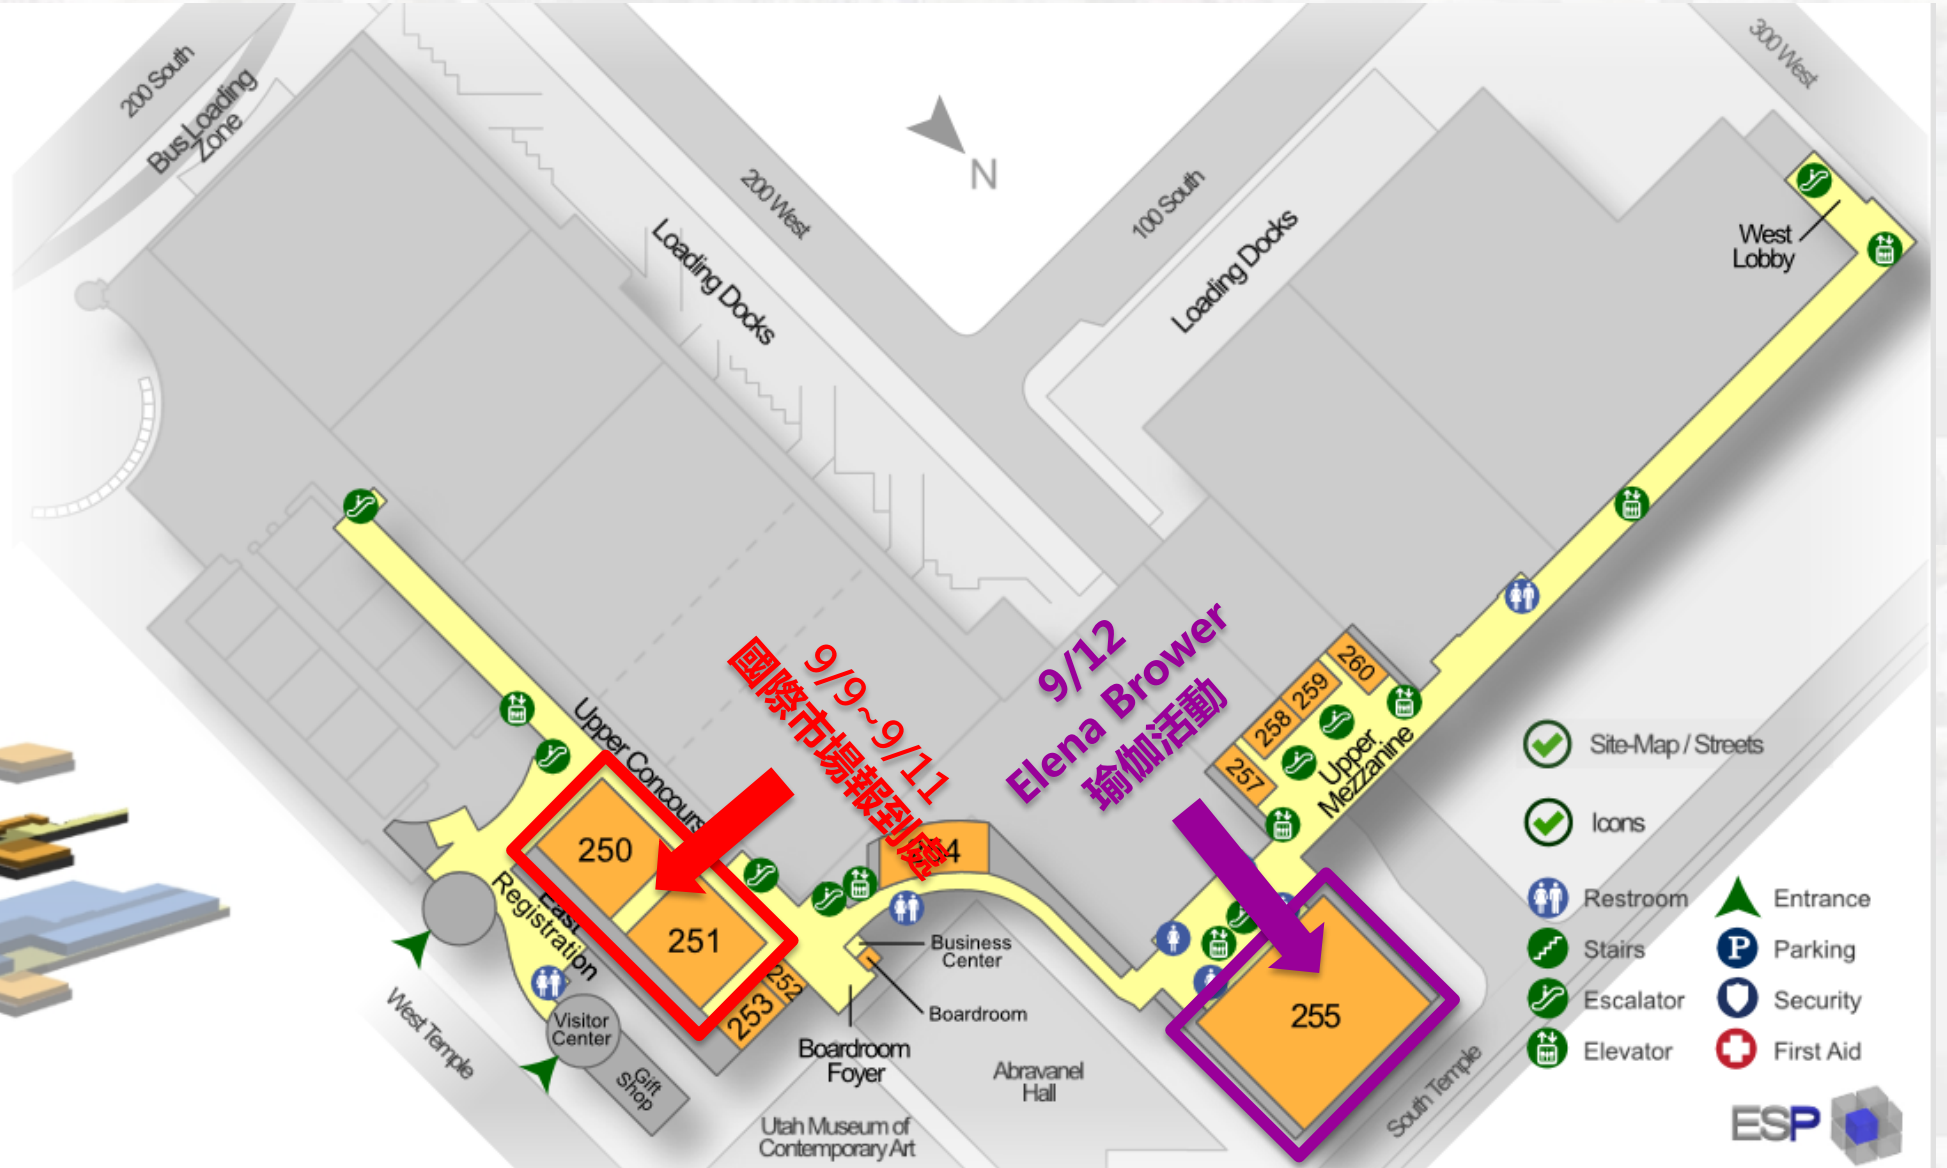 200 South
Bus Loading
Zone
300 West
N
200 West
100 South
Loading Docks
Loading Docks
West
Lobby
9/9~9/11
國際市場報到處
9/12
Elena Brower
瑜伽活動
260
259
258
257
Upper
Mezzanine
Upper Concours
250
251
252
253
East
Registration
255
Business
Center
Boardroom
Boardroom
Foyer
Visitor
Center
Gift
Shop
West Temple
Abravanel
Hall
Utah Museum of
Contemporary Art
South Temple
Site-Map / Streets
Icons
Restroom
Entrance
Stairs
P
Parking
Escalator
Security
Elevator
First Aid
ESP